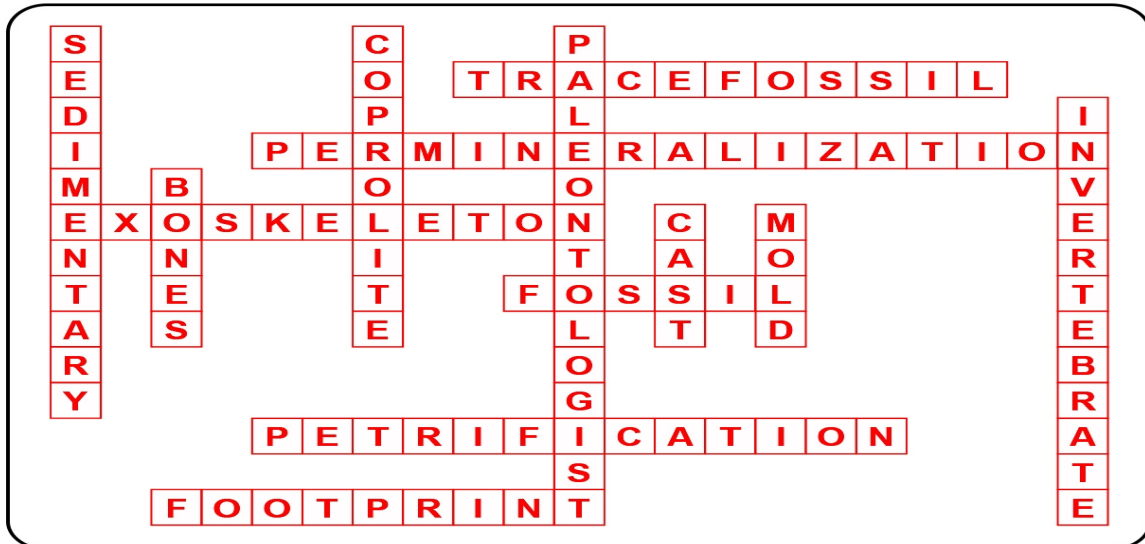 SEDIMENTARY
COPROLITE
PALEONTOLOGIST
TRACEFOSSIL
INVERTEBRATE
PERMINERALIZATION
BONES
EXOSKELETON
CAST
MOLD
FOSSIL
PETRIFICATION
FOOTPRINT